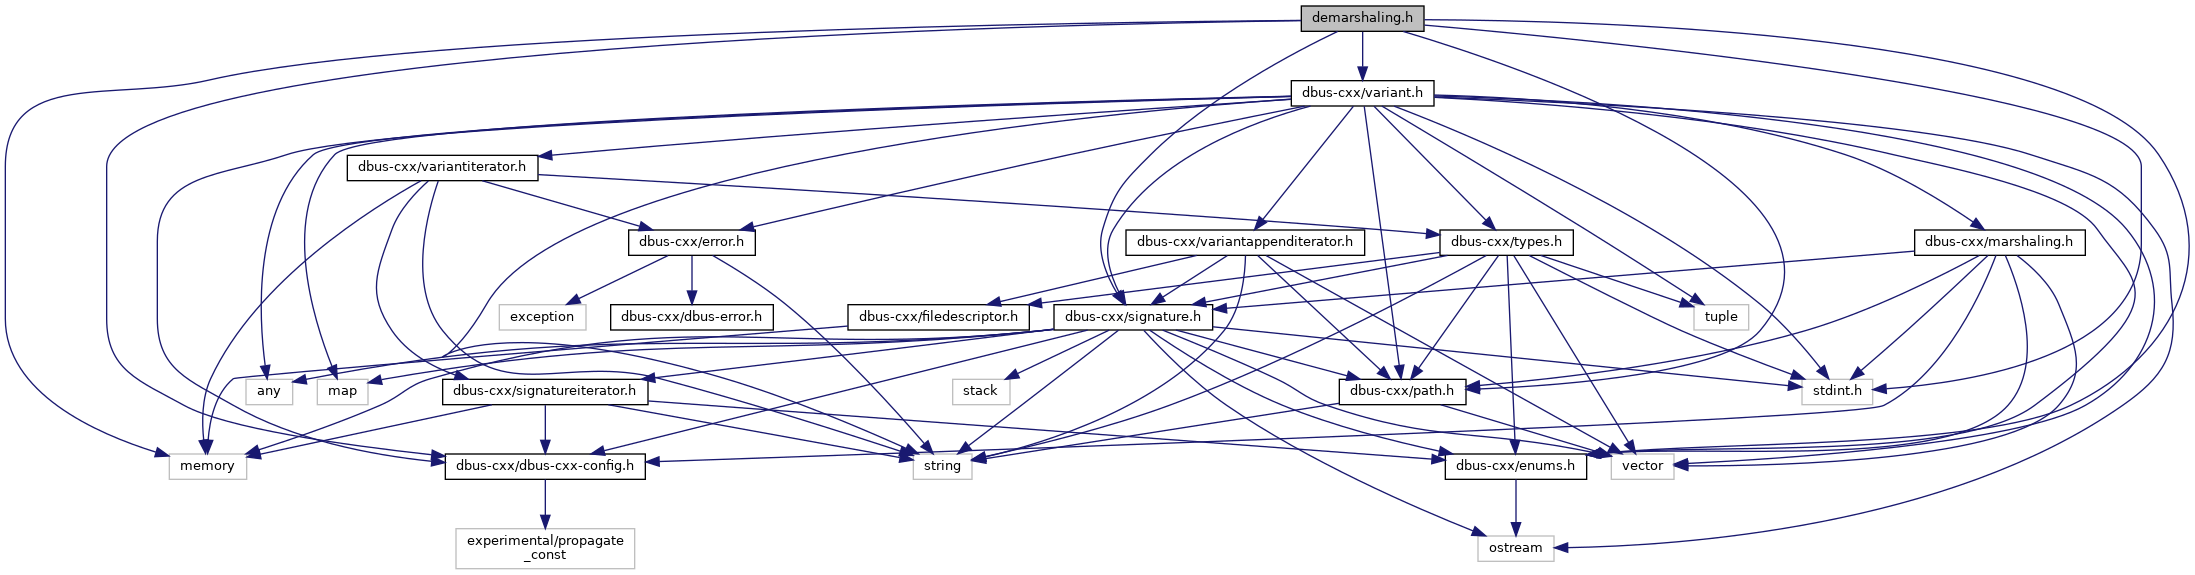 demarshaling.h
dbus-cxx/variant.h
dbus-cxx/variantiterator.h
dbus-cxx/error.h
dbus-cxx/variantappenditerator.h
dbus-cxx/types.h
dbus-cxx/marshaling.h
exception
dbus-cxx/dbus-error.h
dbus-cxx/filedescriptor.h
dbus-cxx/signature.h
tuple
any
map
dbus-cxx/signatureiterator.h
stack
dbus-cxx/path.h
stdint.h
memory
dbus-cxx/dbus-cxx-config.h
string
dbus-cxx/enums.h
vector
experimental/propagate
_const
ostream